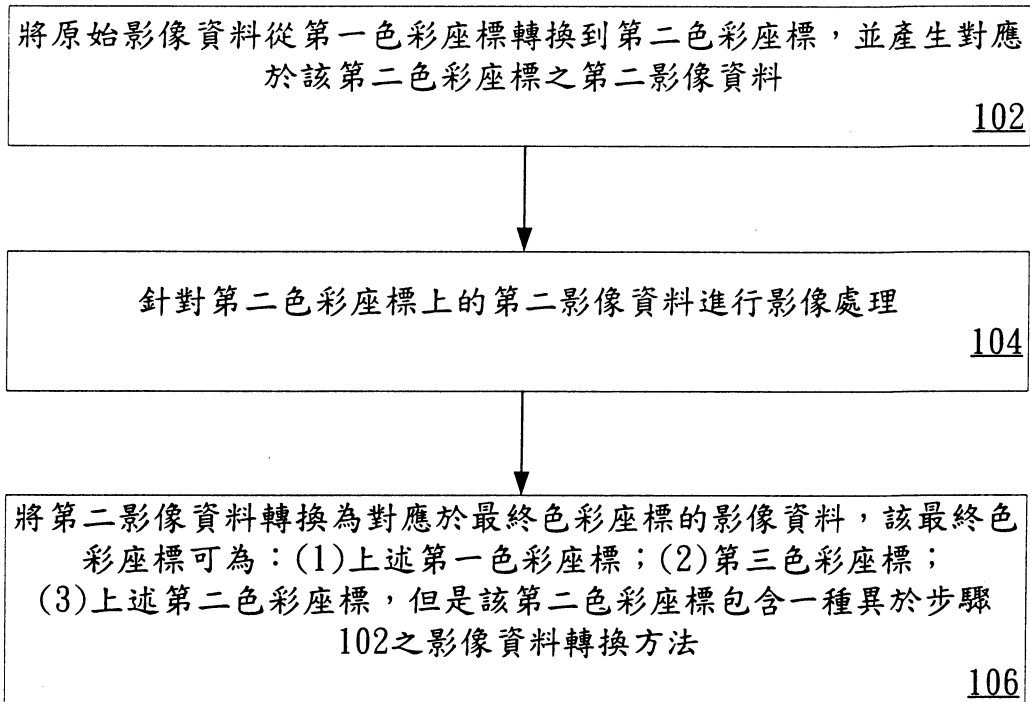 將原始影像資料從第一色彩座標轉換到第二色彩座標，並產生對應
於該第二色彩座標之第二影像資料
102
針對第二色彩座標上的第二影像資料進行影像處理
104
將第二影像資料轉換為對應於最終色彩座標的影像資料，該最終色
彩座標可為：(1)上述第一色彩座標；(2)第三色彩座標；
(3)上述第二色彩座標，但是該第二色彩座標包含一種異於步驟
102之影像資料轉換方法
106